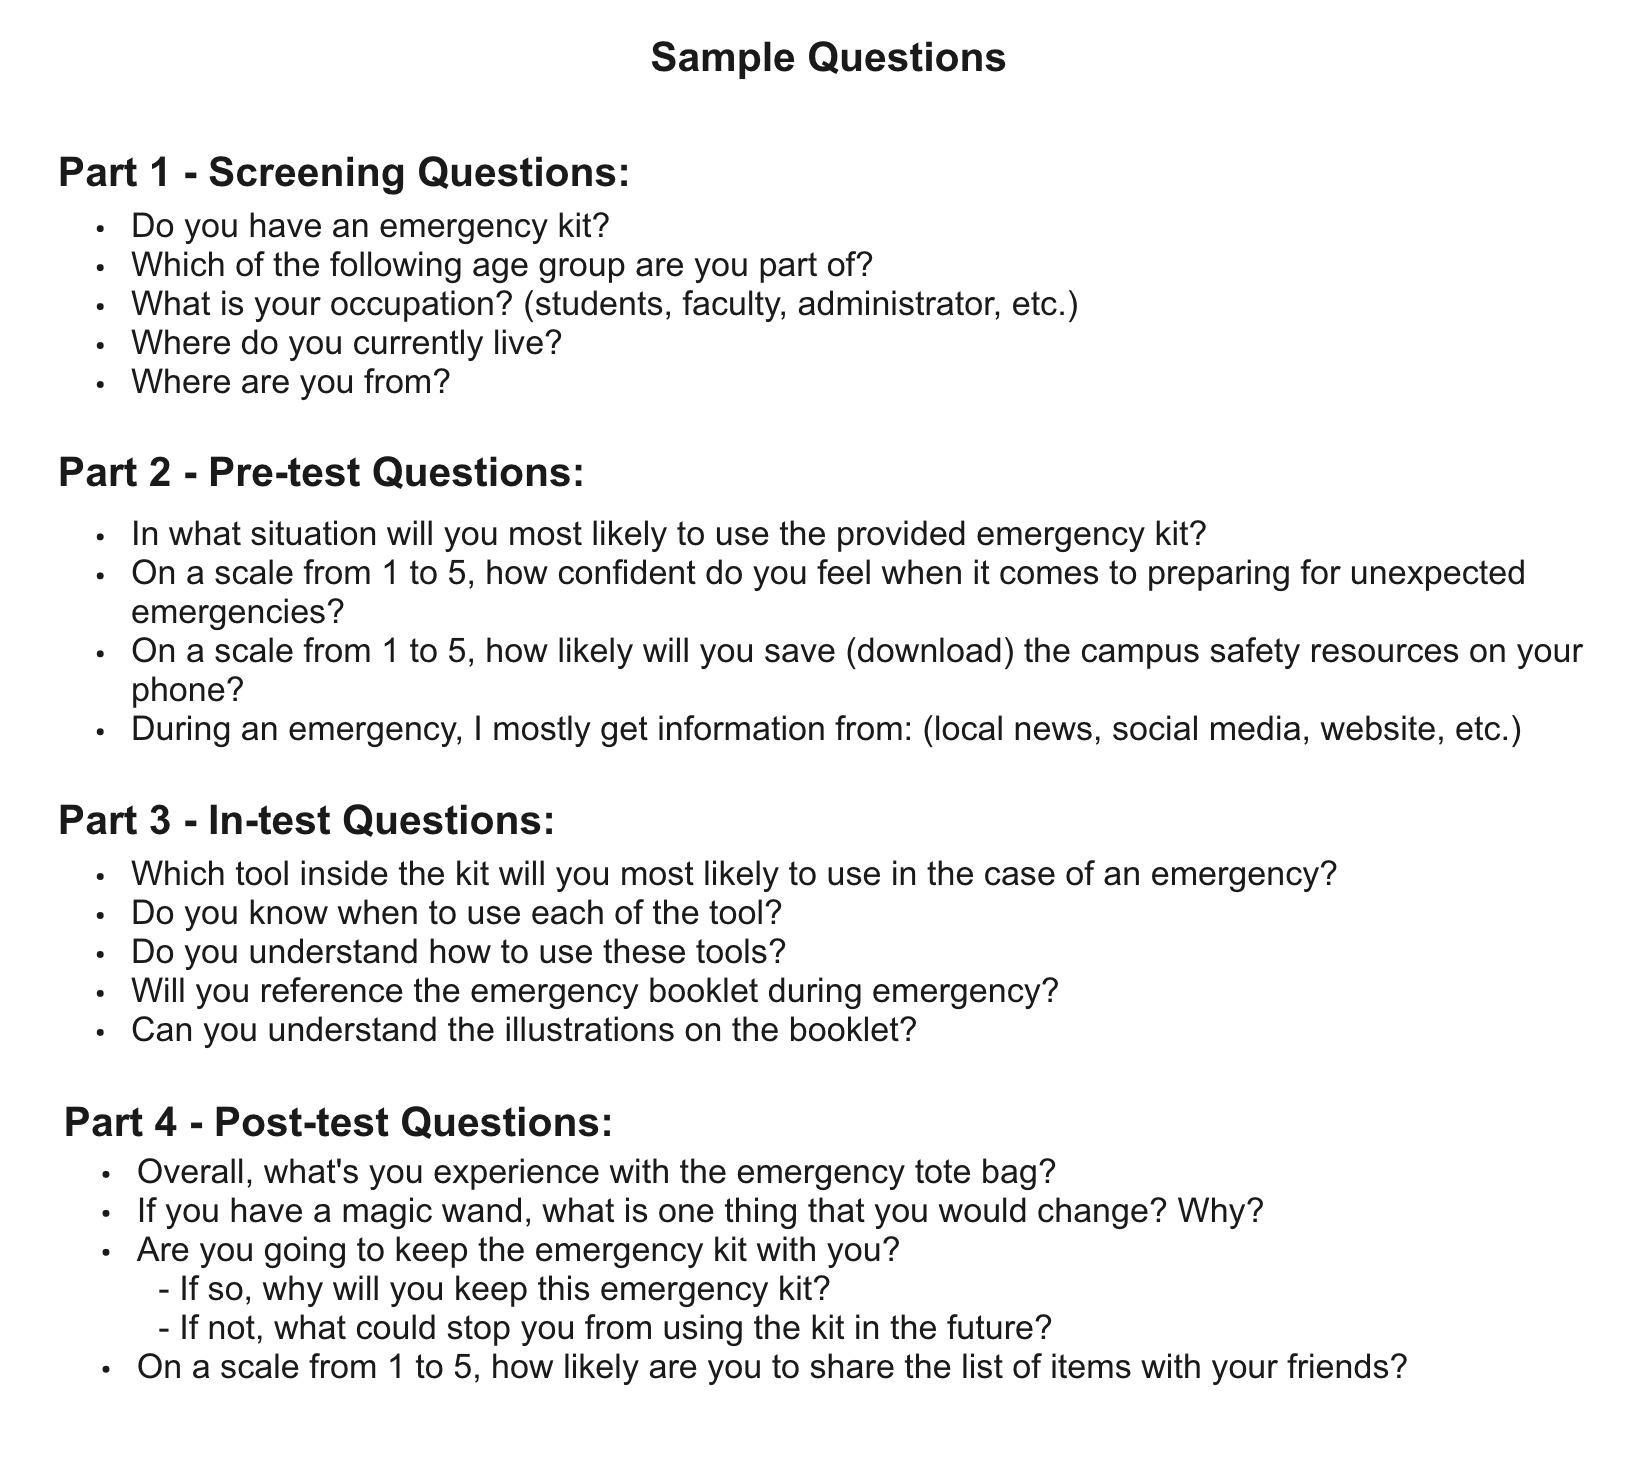 Sample Questions
Part 1 - Screening Questions:
• Do you have an emergency kit?
• Which of the following age group are you part of?
• What is your occupation? (students, faculty, administrator, etc.)
• Where do you currently live?
• Where are you from?
Part 2 - Pre-test Questions:
• In what situation will you most likely to use the provided emergency kit?
• On a scale from 1 to 5, how confident do you feel when it comes to preparing for unexpected
emergencies?
• On a scale from 1 to 5, how likely will you save (download) the campus safety resources on your
phone?
• During an emergency, I mostly get information from: (local news, social media, website, etc.)
Part 3 - In-test Questions:
• Which tool inside the kit will you most likely to use in the case of an emergency?
• Do you know when to use each of the tool?
• Do you understand how to use these tools?
• Will you reference the emergency booklet during emergency?
• Can you understand the illustrations on the booklet?
Part 4 - Post-test Questions:
• Overall, what's you experience with the emergency tote bag?
• If you have a magic wand, what is one thing that you would change? Why?
• Are you going to keep the emergency kit with you?
- If so, why will you keep this emergency kit?
- If not, what could stop you from using the kit in the future?
• On a scale from 1 to 5, how likely are you to share the list of items with your friends?